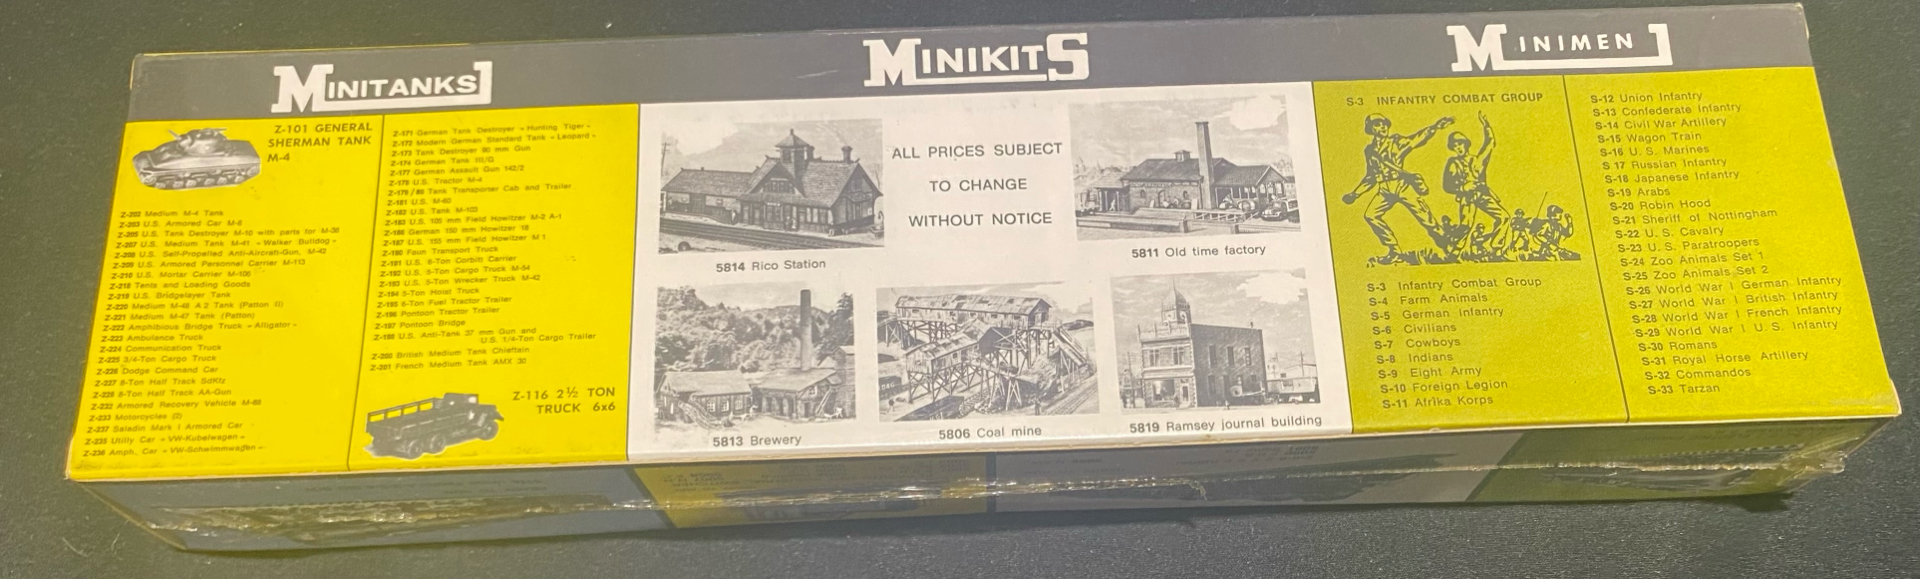 MINITANKS
Z-101 GENERAL
SHERMAN TANK
M-4
Z-202 Medium M-4 Tank
Z-203 U.S. Armored Car M-8
Z-205 U.S. Tank Destroyer M-10 with parts for M-36
Z-207 U.S. Medium Tank M-41 «Walker Bulldog»
Z-208 U.S. Self-Propelled Anti-Aircraft-Gun, M-42
Z-209 U.S. Armored Personnel Carrier M-113
Z-210 U.S. Mortar Carrier M-106
Z-218 Tents and Loading Goods
Z-219 U.S. Bridgelayer Tank
Z-220 Medium M-48 A 2 Tank (Patton II)
Z-221 Medium M-47 Tank (Patton)
Z-222 Amphibious Bridge Truck «Alligator»
Z-223 Ambulance Truck
Z-224 Communication Truck
Z-225 3/4-Ton Cargo Truck
Z-226 Dodge Command Car
Z-227 8-Ton Half Track SdKfz
Z-228 8-Ton Half Track AA-Gun
Z-232 Armored Recovery Vehicle M-88
Z-233 Motorcycles (2)
Z-237 Saladin Mark I Armored Car
Z-235 Utility Car «VW-Kubelwagen»
Z-236 Amph. Car «VW-Schwimmwagen»
Z-171 German Tank Destroyer «Hunting Tiger»
Z-172 Modern German Standard Tank «Leopard»
Z-173 Tank Destroyer 90 mm Gun
Z-174 German Tank III/G
Z-177 German Assault Gun 142/2
Z-178 U.S. Tractor M-4
Z-179/80 Tank Transporter Cab and Trailer
Z-181 U.S. M-60
Z-182 U.S. Tank M-103
Z-183 U.S. 105 mm Field Howitzer M-2 A-1
Z-186 German 150 mm Howitzer 18
Z-187 U.S. 155 mm Field Howitzer M 1
Z-190 Faun Transport Truck
Z-191 U.S. 6-Ton Corbitt Carrier
Z-192 U.S. 5-Ton Cargo Truck M-54
Z-193 U.S. 5-Ton Wrecker Truck M-62
Z-194 5-Ton Hoist Truck
Z-195 6-Ton Fuel Tractor Trailer
Z-196 Pontoon Tractor Trailer
Z-197 Pontoon Bridge
Z-198 U.S. Anti-Tank 37 mm Gun and
U.S. 1/4-Ton Cargo Trailer
Z-200 British Medium Tank Chieftain
Z-201 French Medium Tank AMX 30
Z-116 2½ TON
TRUCK 6x6
MINIKITS
ALL PRICES SUBJECT
TO CHANGE
WITHOUT NOTICE
5814 Rico Station
5811 Old time factory
5813 Brewery
5806 Coal mine
5819 Ramsey journal building
MINIMEN
S-3 INFANTRY COMBAT GROUP
S-3 Infantry Combat Group
S-4 Farm Animals
S-5 German Infantry
S-6 Civilians
S-7 Cowboys
S-8 Indians
S-9 Eight Army
S-10 Foreign Legion
S-11 Afrika Korps
S-12 Union Infantry
S-13 Confederate Infantry
S-14 Civil War Artillery
S-15 Wagon Train
S-16 U.S. Marines
S 17 Russian Infantry
S-18 Japanese Infantry
S-19 Arabs
S-20 Robin Hood
S-21 Sheriff of Nottingham
S-22 U.S. Cavalry
S-23 U.S. Paratroopers
S-24 Zoo Animals Set 1
S-25 Zoo Animals Set 2
S-26 World War I German Infantry
S-27 World War I British Infantry
S-28 World War I French Infantry
S-29 World War I U.S. Infantry
S-30 Romans
S-31 Royal Horse Artillery
S-32 Commandos
S-33 Tarzan